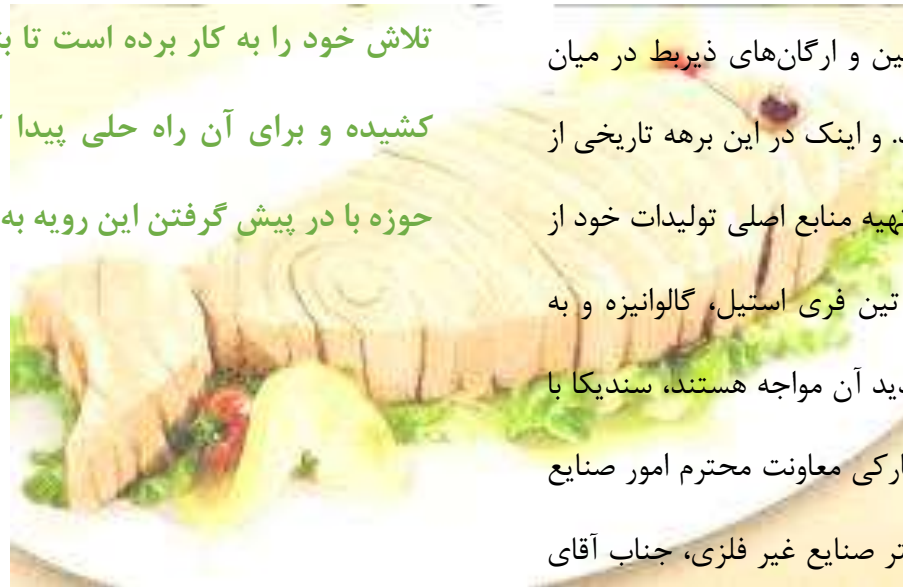 ین و ارگان‌های ذیربط در میان
و اینک در این برهه تاریخی از
تهیه منابع اصلی تولیدات خود از
تین فری استیل، گالوانیزه و به
دید آن مواجه هستند، سندیکا با
ارکی معاونت محترم امور صنایع
تر صنایع غیر فلزی، جناب آقای
تلاش خود را به کار برده است تا
کشیده و برای آن راه حلی پیدا
حوزه با در پیش گرفتن این رویه به